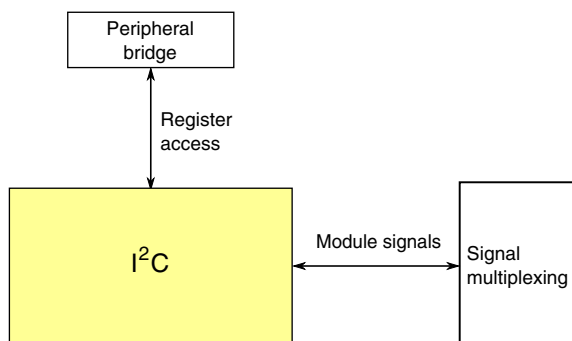 Peripheral
bridge
Register
access
I²C
Module signals
Signal
multiplexing